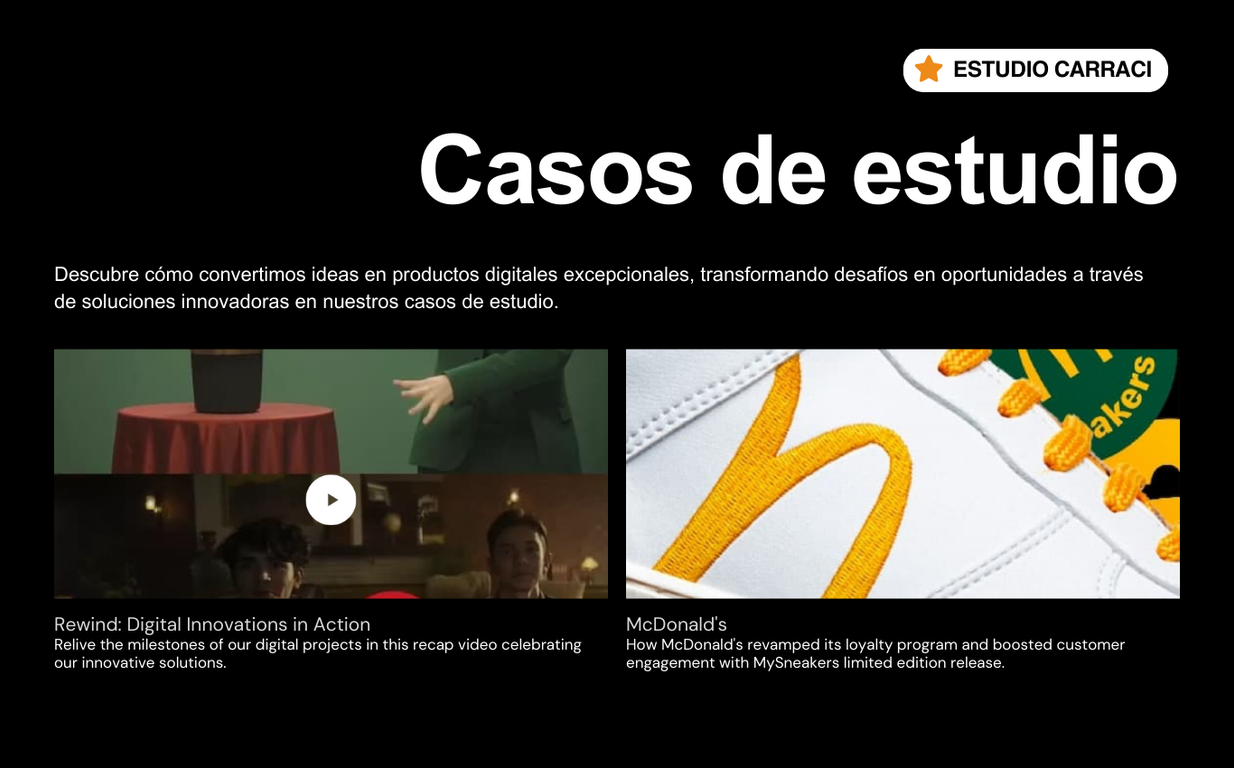 ESTUDIO CARRACI
Casos de estudio
Descubre cómo convertimos ideas en productos digitales excepcionales, transformando desafíos en oportunidades a través
de soluciones innovadoras en nuestros casos de estudio.
akers
Rewind: Digital Innovations in Action
Relive the milestones of our digital projects in this recap video celebrating
our innovative solutions.
McDonald's
How McDonald's revamped its loyalty program and boosted customer
engagement with MySneakers limited edition release.